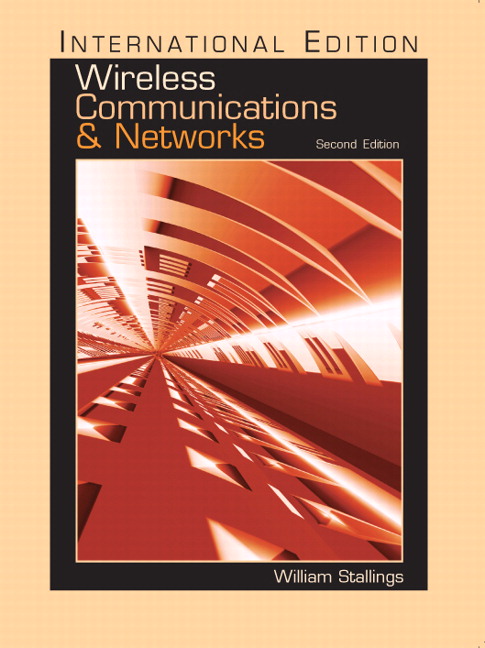 INTERNATIONAL EDITION
Wireless
Communications
& Networks
Second Edition
William Stallings